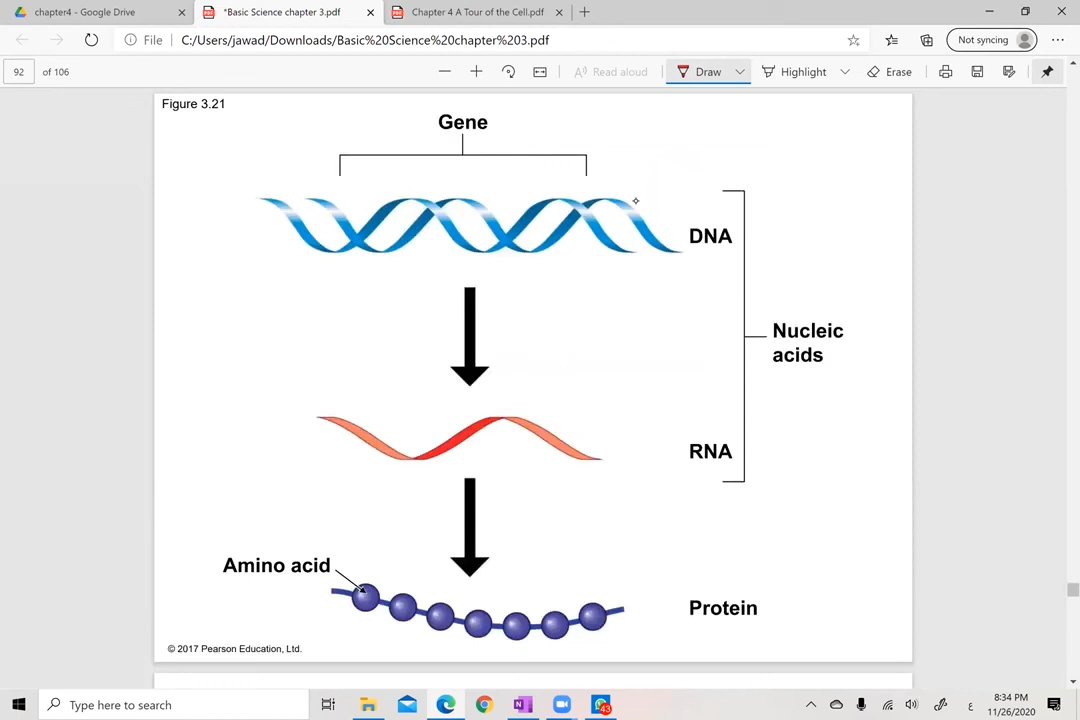 chapter4 - Google Drive
*Basic Science chapter 3.pdf
Chapter 4 A Tour of the Cell.pdf
File
C:/Users/jawad/Downloads/Basic%20Science%20chapter%203.pdf
Not syncing
92 of 106
Read aloud
Draw
Highlight
Erase
Figure 3.21
Gene
DNA
Nucleic
acids
RNA
Amino acid
Protein
© 2017 Pearson Education, Ltd.
Type here to search
43
ع
8:34 PM
11/26/2020